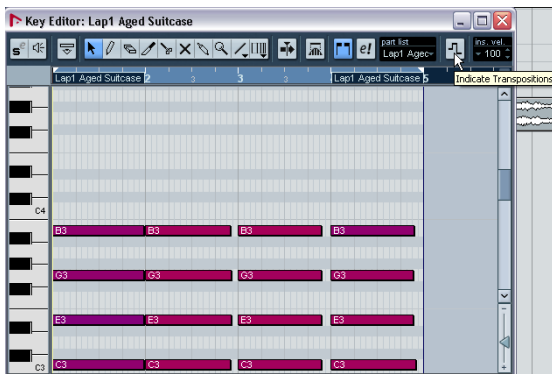 Key Editor: Lap1 Aged Suitcase
part list
ins. vel.
e!
Lap1 Agec
100
Lap1 Aged Suitcase 2 3 3 Lap1 Aged Suitcase 5
Indicate Transpositions
C4
B3 B3 B3 B3
G3 G3 G3 G3
E3 E3 E3 E3
C3 C3 C3 C3 C3